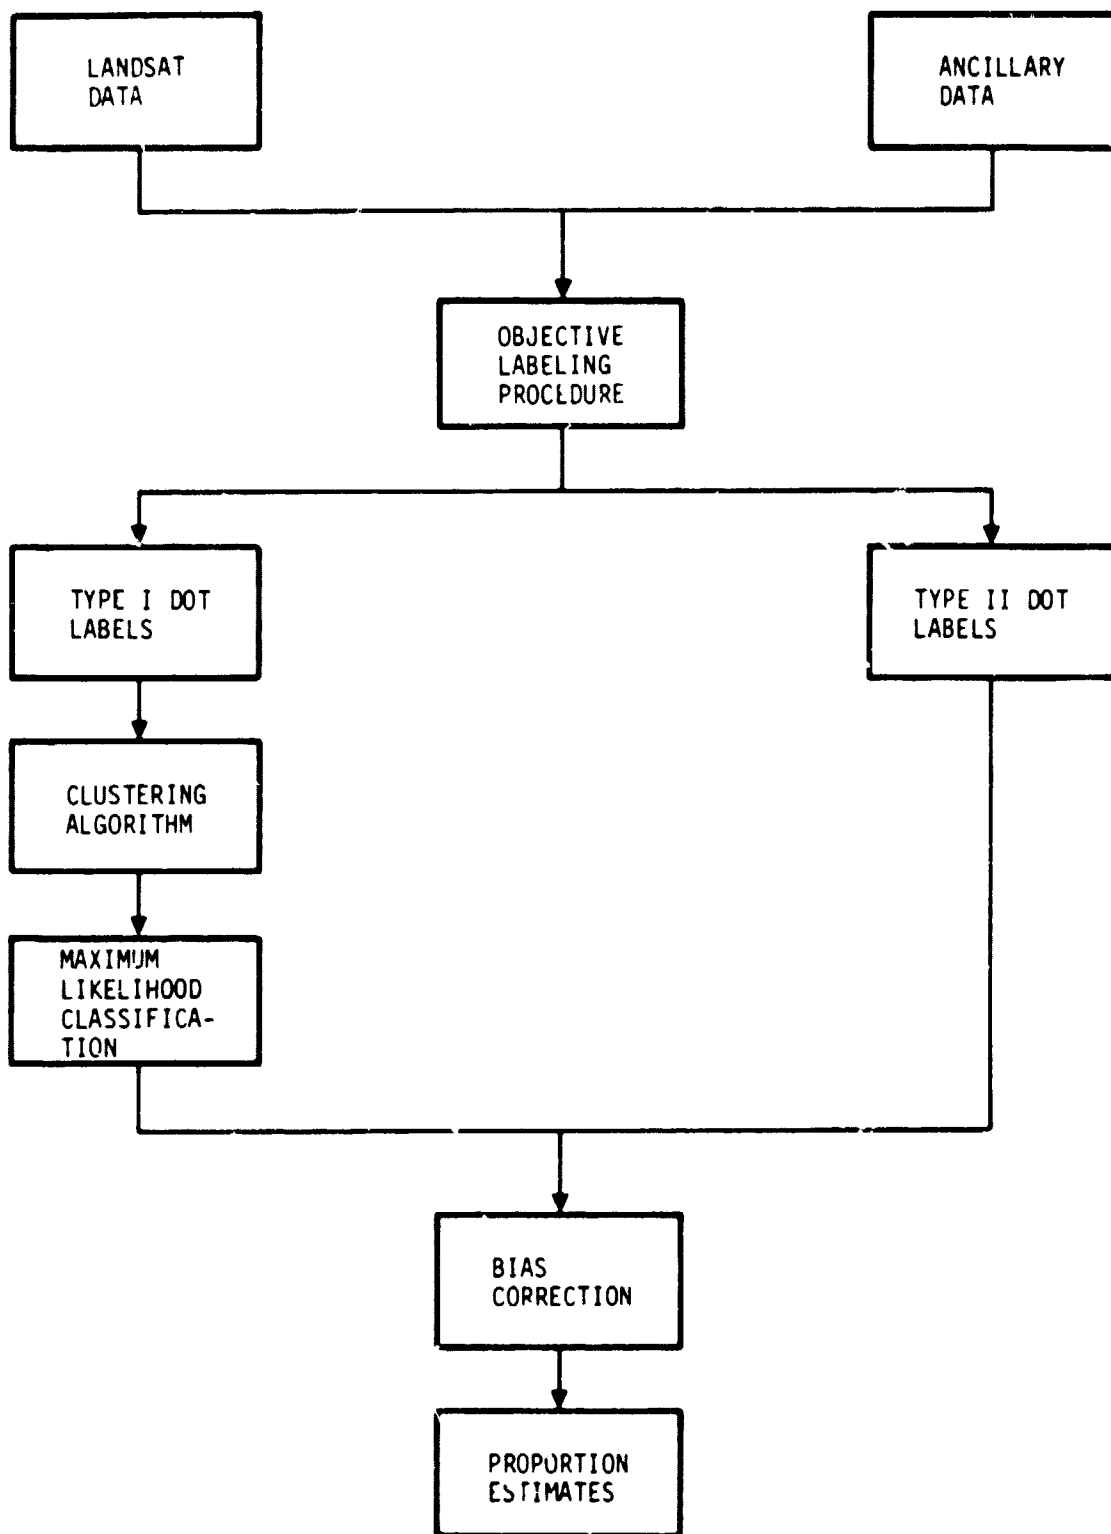 LANDSAT
DATA
ANCILLARY
DATA
OBJECTIVE
LABELING
PROCEDURE
TYPE I DOT
LABELS
TYPE II DOT
LABELS
CLUSTERING
ALGORITHM
MAXIMUM
LIKELIHOOD
CLASSIFICA-
TION
BIAS
CORRECTION
PROPORTION
ESTIMATES